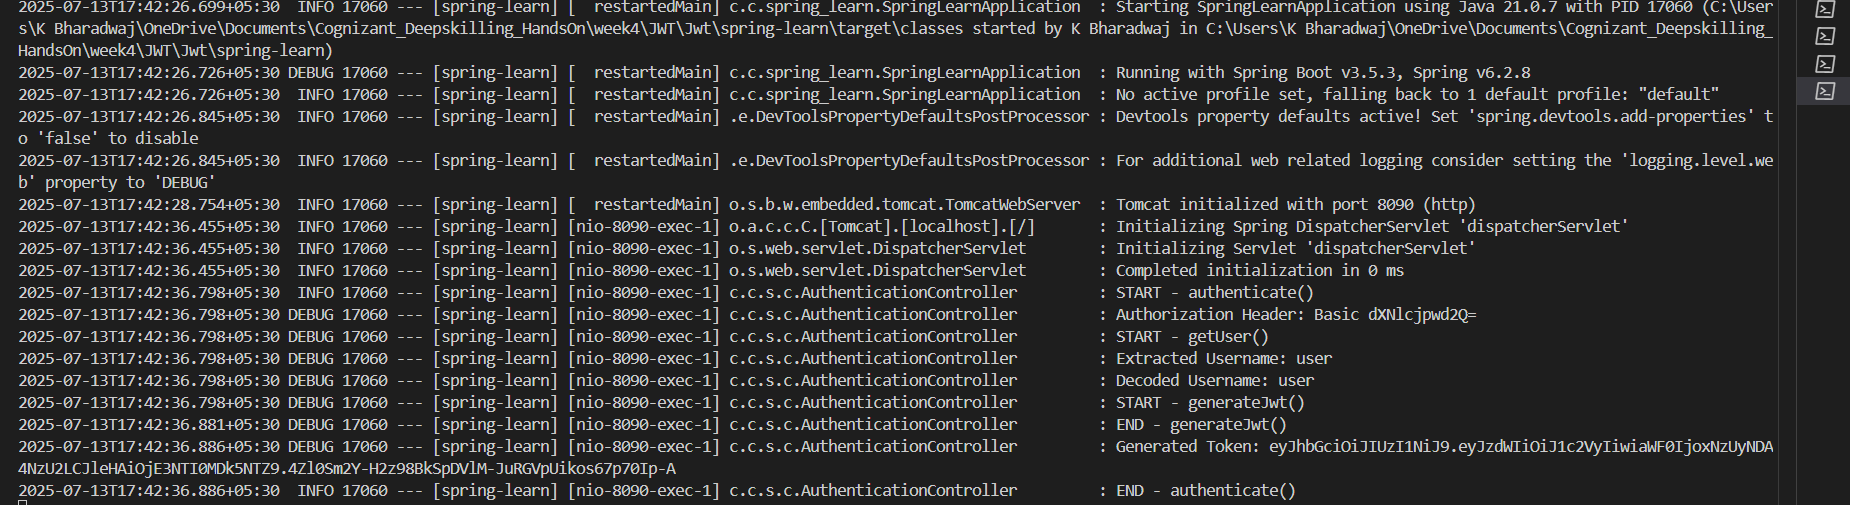 2025-07-13T17:42:26.699+05:30  INFO 17060 --- [spring-learn] [  restartedMain] c.c.spring_learn.SpringLearnApplication  : Starting SpringLearnApplication using Java 21.0.7 with PID 17060 (C:\User
s\K Bharadwaj\OneDrive\Documents\Cognizant_Deepskilling_HandsOn\week4\JWT\Jwt\spring-learn\target\classes started by K Bharadwaj in C:\Users\K Bharadwaj\OneDrive\Documents\Cognizant_Deepskilling_
HandsOn\week4\JWT\Jwt\spring-learn)
2025-07-13T17:42:26.726+05:30 DEBUG 17060 --- [spring-learn] [  restartedMain] c.c.spring_learn.SpringLearnApplication  : Running with Spring Boot v3.5.3, Spring v6.2.8
2025-07-13T17:42:26.726+05:30  INFO 17060 --- [spring-learn] [  restartedMain] c.c.spring_learn.SpringLearnApplication  : No active profile set, falling back to 1 default profile: "default"
2025-07-13T17:42:26.845+05:30  INFO 17060 --- [spring-learn] [  restartedMain] .e.DevToolsPropertyDefaultsPostProcessor : Devtools property defaults active! Set 'spring.devtools.add-properties' t
o 'false' to disable
2025-07-13T17:42:26.845+05:30  INFO 17060 --- [spring-learn] [  restartedMain] .e.DevToolsPropertyDefaultsPostProcessor : For additional web related logging consider setting the 'logging.level.we
b' property to 'DEBUG'
2025-07-13T17:42:28.754+05:30  INFO 17060 --- [spring-learn] [  restartedMain] o.s.b.w.embedded.tomcat.TomcatWebServer  : Tomcat initialized with port 8090 (http)
2025-07-13T17:42:36.455+05:30  INFO 17060 --- [spring-learn] [nio-8090-exec-1] o.a.c.c.C.[Tomcat].[localhost].[/]       : Initializing Spring DispatcherServlet 'dispatcherServlet'
2025-07-13T17:42:36.455+05:30  INFO 17060 --- [spring-learn] [nio-8090-exec-1] o.s.web.servlet.DispatcherServlet        : Initializing Servlet 'dispatcherServlet'
2025-07-13T17:42:36.455+05:30  INFO 17060 --- [spring-learn] [nio-8090-exec-1] o.s.web.servlet.DispatcherServlet        : Completed initialization in 0 ms
2025-07-13T17:42:36.798+05:30  INFO 17060 --- [spring-learn] [nio-8090-exec-1] c.c.s.c.AuthenticationController         : START - authenticate()
2025-07-13T17:42:36.798+05:30 DEBUG 17060 --- [spring-learn] [nio-8090-exec-1] c.c.s.c.AuthenticationController         : Authorization Header: Basic dXNlcjpwd2Q=
2025-07-13T17:42:36.798+05:30 DEBUG 17060 --- [spring-learn] [nio-8090-exec-1] c.c.s.c.AuthenticationController         : START - getUser()
2025-07-13T17:42:36.798+05:30 DEBUG 17060 --- [spring-learn] [nio-8090-exec-1] c.c.s.c.AuthenticationController         : Extracted Username: user
2025-07-13T17:42:36.798+05:30 DEBUG 17060 --- [spring-learn] [nio-8090-exec-1] c.c.s.c.AuthenticationController         : Decoded Username: user
2025-07-13T17:42:36.798+05:30 DEBUG 17060 --- [spring-learn] [nio-8090-exec-1] c.c.s.c.AuthenticationController         : START - generateJwt()
2025-07-13T17:42:36.881+05:30 DEBUG 17060 --- [spring-learn] [nio-8090-exec-1] c.c.s.c.AuthenticationController         : END - generateJwt()
2025-07-13T17:42:36.886+05:30 DEBUG 17060 --- [spring-learn] [nio-8090-exec-1] c.c.s.c.AuthenticationController         : Generated Token: eyJhbGciOiJIUzI1NiJ9.eyJzdWIiOiJ1c2VyIiwiaWF0IjoxNzUyNDA
4NzU2LCJleHAiOjE3NTI0MDk5NTZ9.4Zl0Sm2Y-H2z98BkSpDVlM-JuRGVpUikos67p70Ip-A
2025-07-13T17:42:36.886+05:30  INFO 17060 --- [spring-learn] [nio-8090-exec-1] c.c.s.c.AuthenticationController         : END - authenticate()